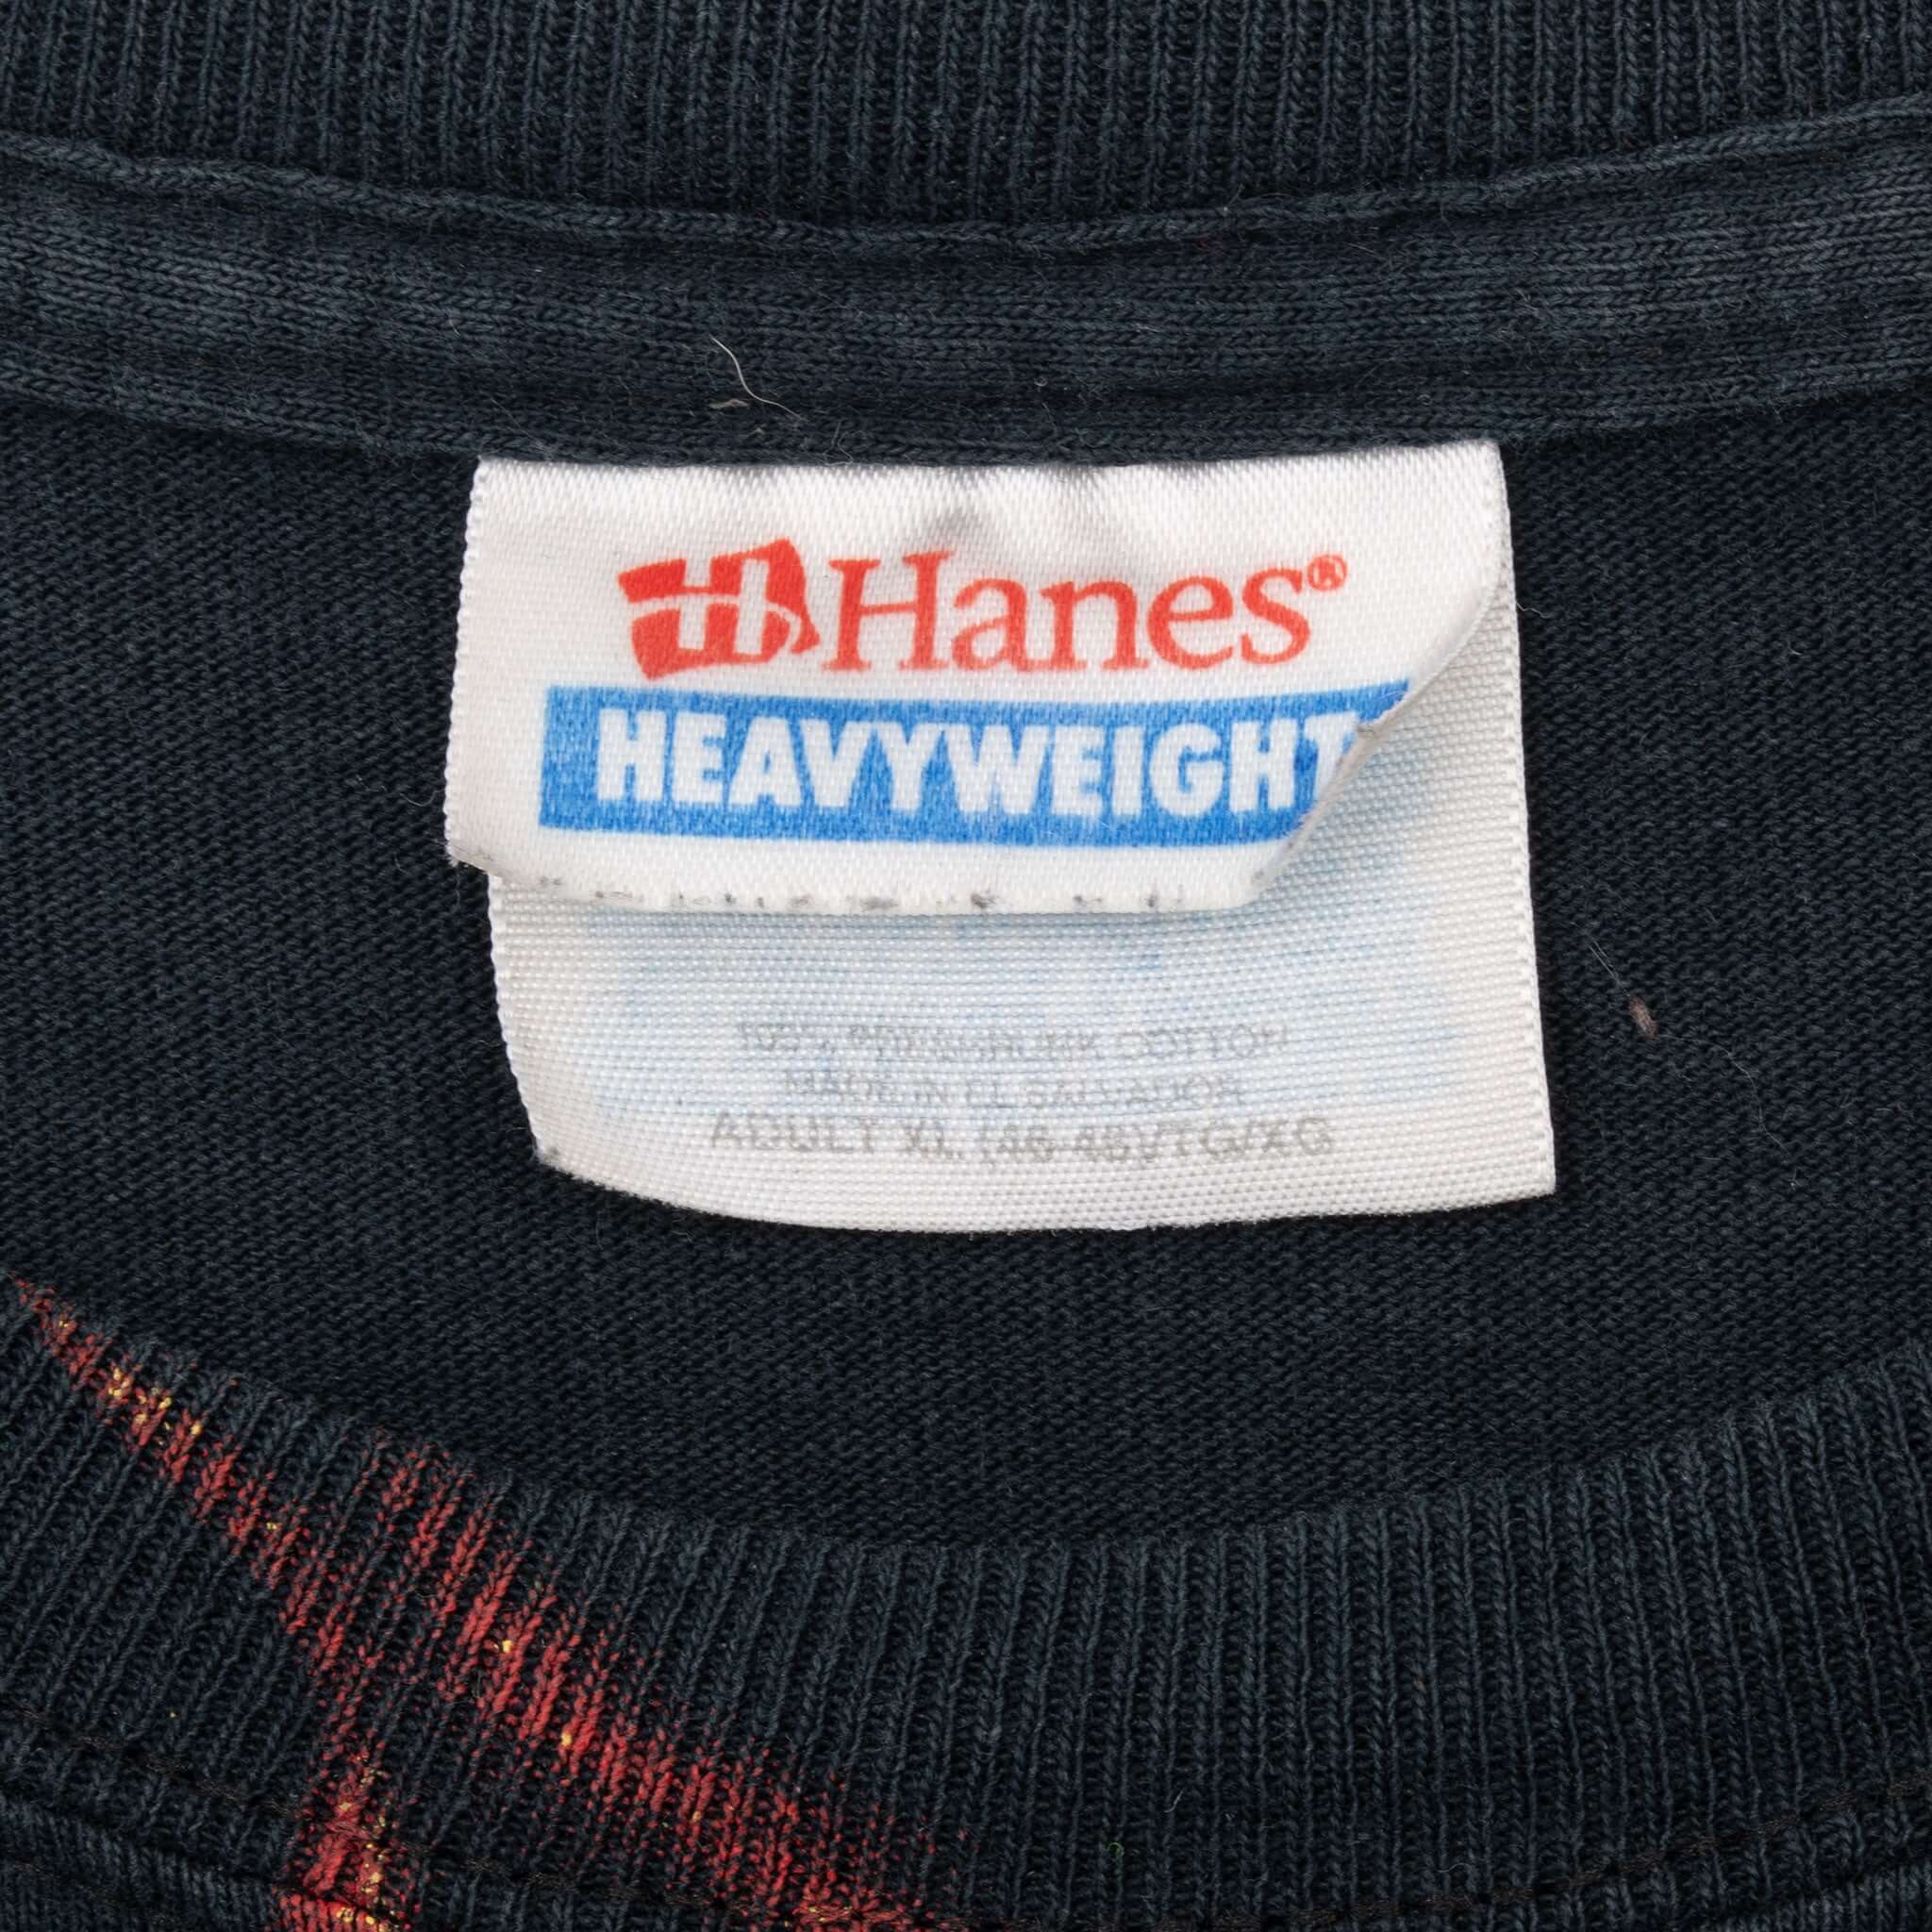 Hanes®
HEAVYWEIGHT
100% PRESHRUNK COTTON
MADE IN EL SALVADOR
ADULT XL (46-48)/TG/XG